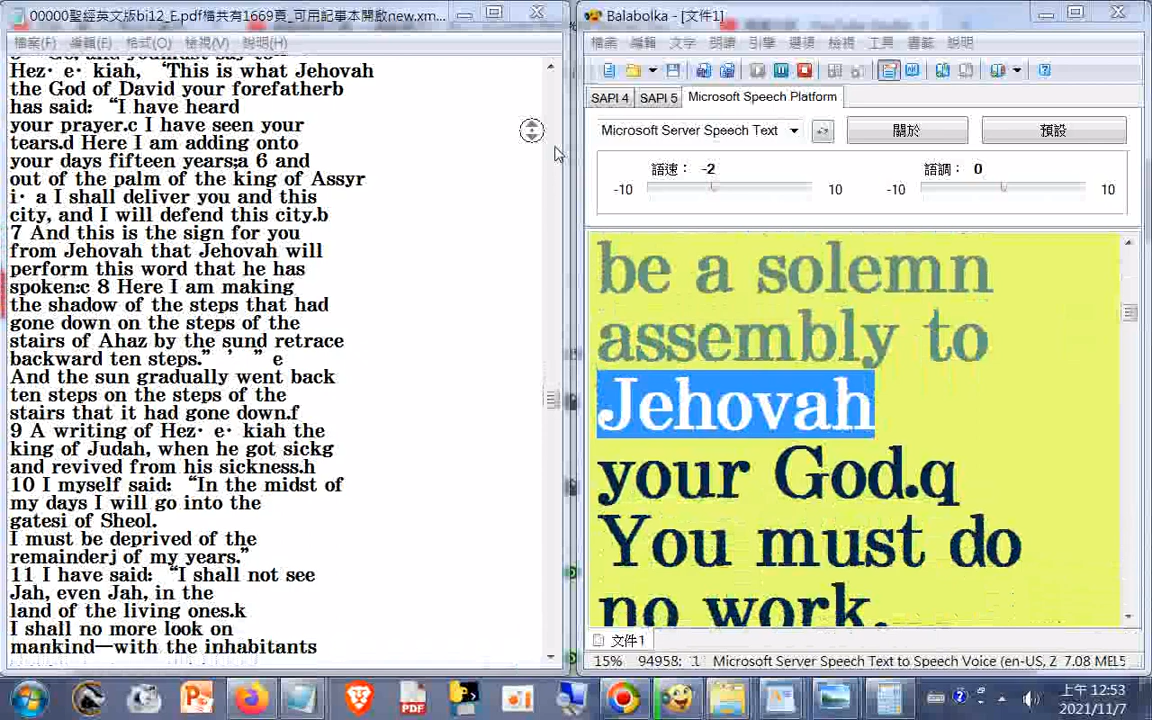 00000聖經英文版bi12_E.pdf檔共有1669頁_可用記事本開啟new.xm...
檔案(F) 編輯(E) 格式(O) 檢視(V) 說明(H)
Hez· e· kiah, ‘This is what Jehovah
the God of David your forefatherb
has said: “I have heard
your prayer.c I have seen your
tears.d Here I am adding onto
your days fifteen years;a 6 and
out of the palm of the king of Assyr
i· a I shall deliver you and this
city, and I will defend this city.b
7 And this is the sign for you
from Jehovah that Jehovah will
perform this word that he has
spoken:c 8 Here I am making
the shadow of the steps that had
gone down on the steps of the
stairs of Ahaz by the sund retrace
backward ten steps.” ’ ” e
And the sun gradually went back
ten steps on the steps of the
stairs that it had gone down.f
9 A writing of Hez· e· kiah the
king of Judah, when he got sickg
and revived from his sickness.h
10 I myself said: “In the midst of
my days I will go into the
gatesi of Sheol.
I must be deprived of the
remainderj of my years.”
11 I have said: “I shall not see
Jah, even Jah, in the
land of the living ones.k
I shall no more look on
mankind—with the inhabitants
Balabolka - [文件1]
檔案 編輯 文字 朗讀 引擎 選項 檢視 工具 書籤 說明
SAPI 4 SAPI 5 Microsoft Speech Platform
Microsoft Server Speech Text 關於 預設
語速： -2 語調： 0
-10 10 -10 10
be a solemn
assembly to
Jehovah
your God.q
You must do
no work.
文件1
15% 94958: Microsoft Server Speech Text to Speech Voice (en-US, Z 7.08 MEL5
PDF
上午 12:53
2021/11/7